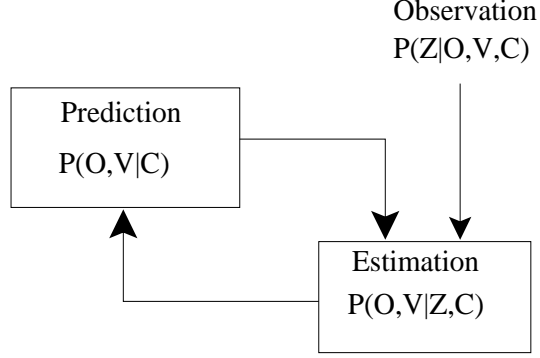 Observation
P(Z|O,V,C)
Prediction
P(O,V|C)
Estimation
P(O,V|Z,C)